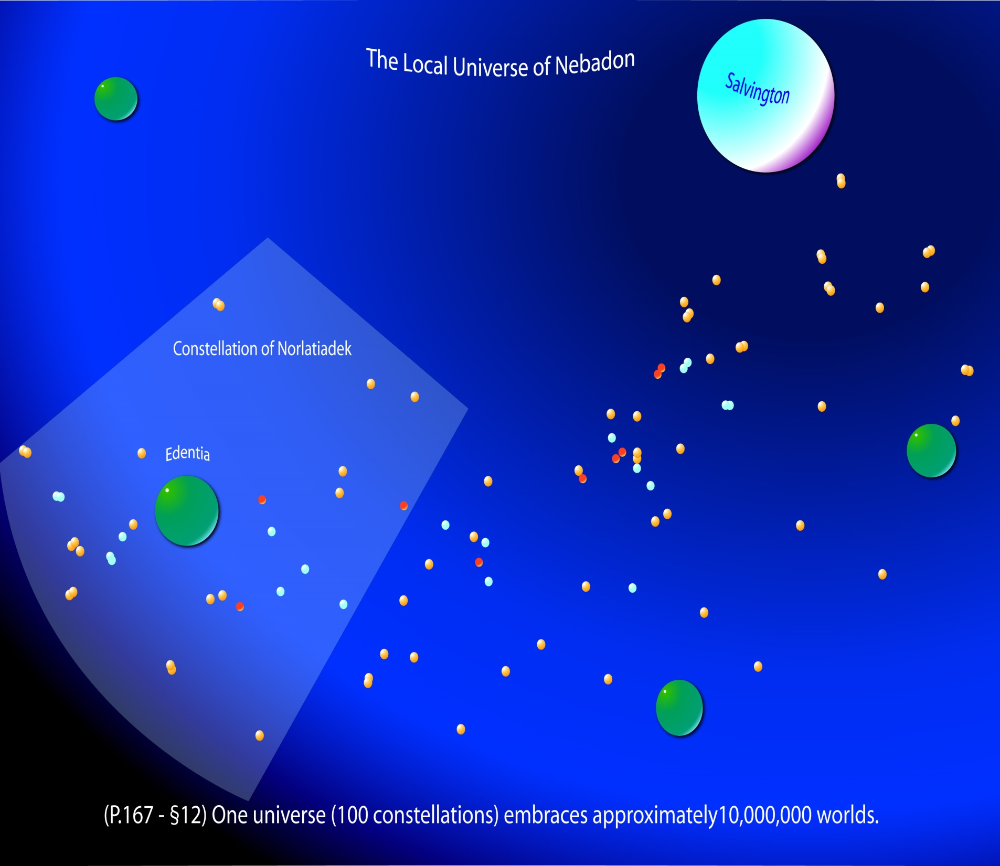 The Local Universe of Nebadon
Salvington
Constellation of Norlatiadek
Edentia
(P.167 - §12) One universe (100 constellations) embraces approximately10,000,000 worlds.